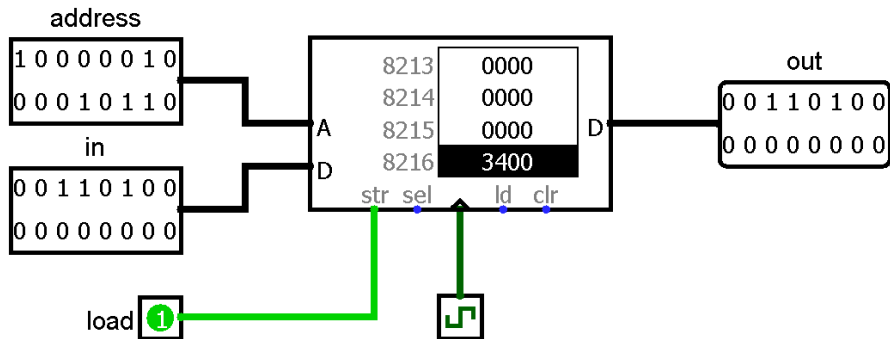 address
1 0 0 0 0 0 1 0
0 0 0 1 0 1 1 0
in
0 0 1 1 0 1 0 0
0 0 0 0 0 0 0 0
load
1
A
D
8213 0000
8214 0000
8215 0000
8216 3400
D
str sel ld clr
out
0 0 1 1 0 1 0 0
0 0 0 0 0 0 0 0